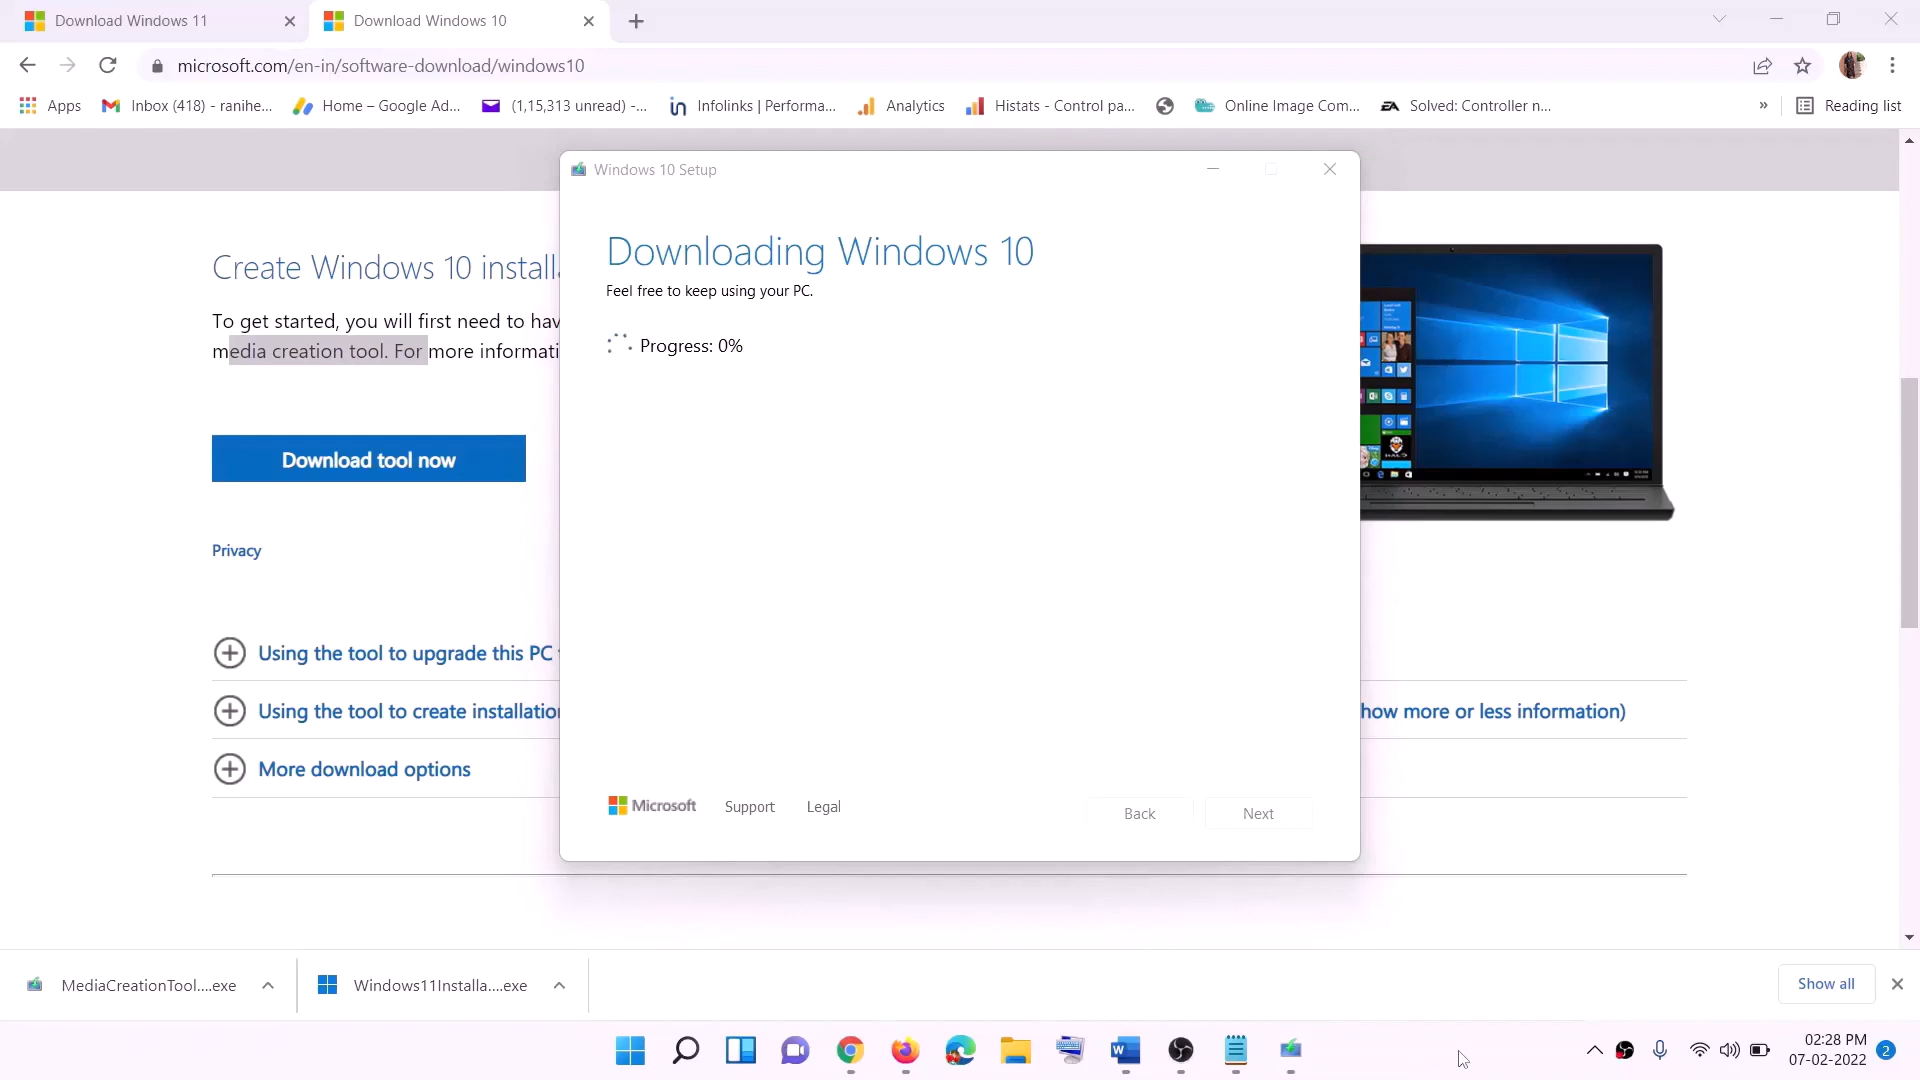 Download Windows 11
Download Windows 10
microsoft.com/en-in/software-download/windows10
Apps
Inbox (418) - ranihe...
Home – Google Ad...
(1,15,313 unread) -...
Infolinks | Performa...
Analytics
Histats - Control pa...
Online Image Com...
Solved: Controller n...
»
Reading list
Windows 10 Setup
Downloading Windows 10
Feel free to keep using your PC.
Progress: 0%
Microsoft
Support
Legal
Back
Next
Create Windows 10 install
To get started, you will first need to hav
media creation tool. For more informati
Download tool now
Privacy
Using the tool to upgrade this PC
Using the tool to create installation
how more or less information)
More download options
MediaCreationTool....exe
Windows11Installa....exe
Show all
02:28 PM
07-02-2022
2